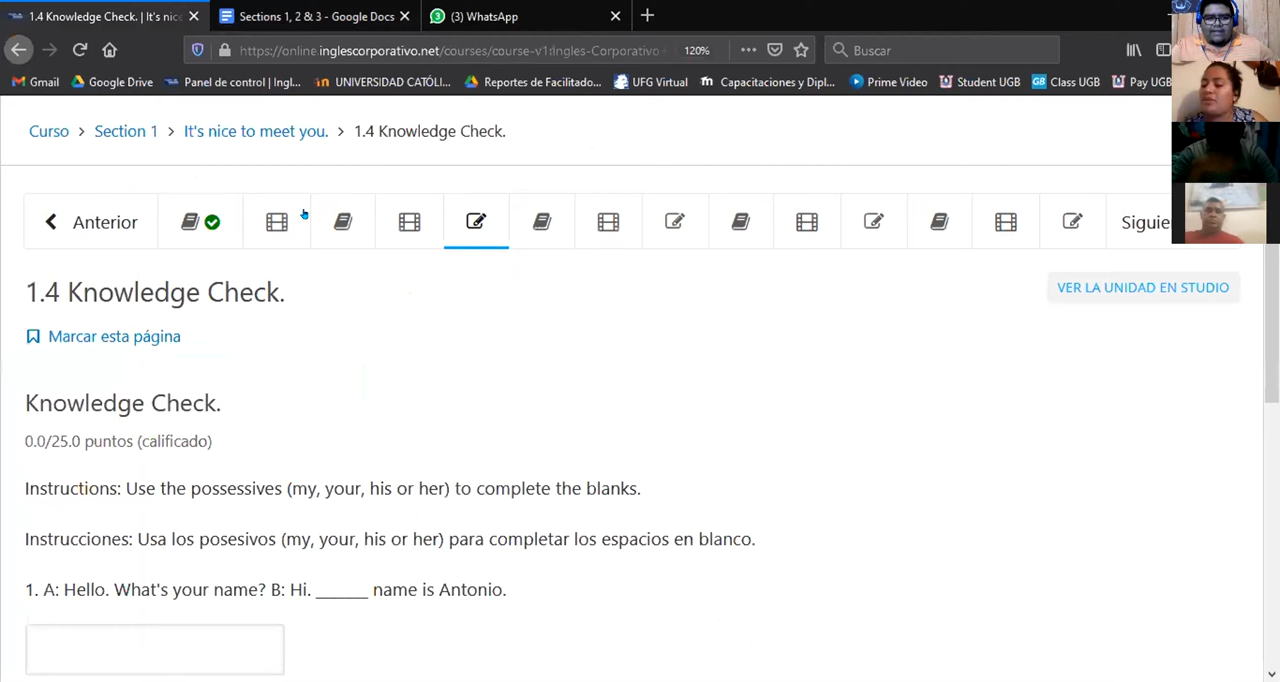 1.4 Knowledge Check. | It's nice
Sections 1, 2 & 3 - Google Docs
(3) WhatsApp
https://online.inglescorporativo.net/courses/course-v1:Ingles-Corporativo+
120%
Buscar
Gmail
Google Drive
Panel de control | Ingl...
UNIVERSIDAD CATÓLI...
Reportes de Facilitado...
UFG Virtual
Capacitaciones y Dipl...
Prime Video
Student UGB
GB Class UGB
Pay UGB
Curso > Section 1 > It's nice to meet you. > 1.4 Knowledge Check.
Anterior
Siguie
1.4 Knowledge Check.
VER LA UNIDAD EN STUDIO
Marcar esta página
Knowledge Check.
0.0/25.0 puntos (calificado)
Instructions: Use the possessives (my, your, his or her) to complete the blanks.
Instrucciones: Usa los posesivos (my, your, his or her) para completar los espacios en blanco.
1. A: Hello. What's your name? B: Hi. ______ name is Antonio.